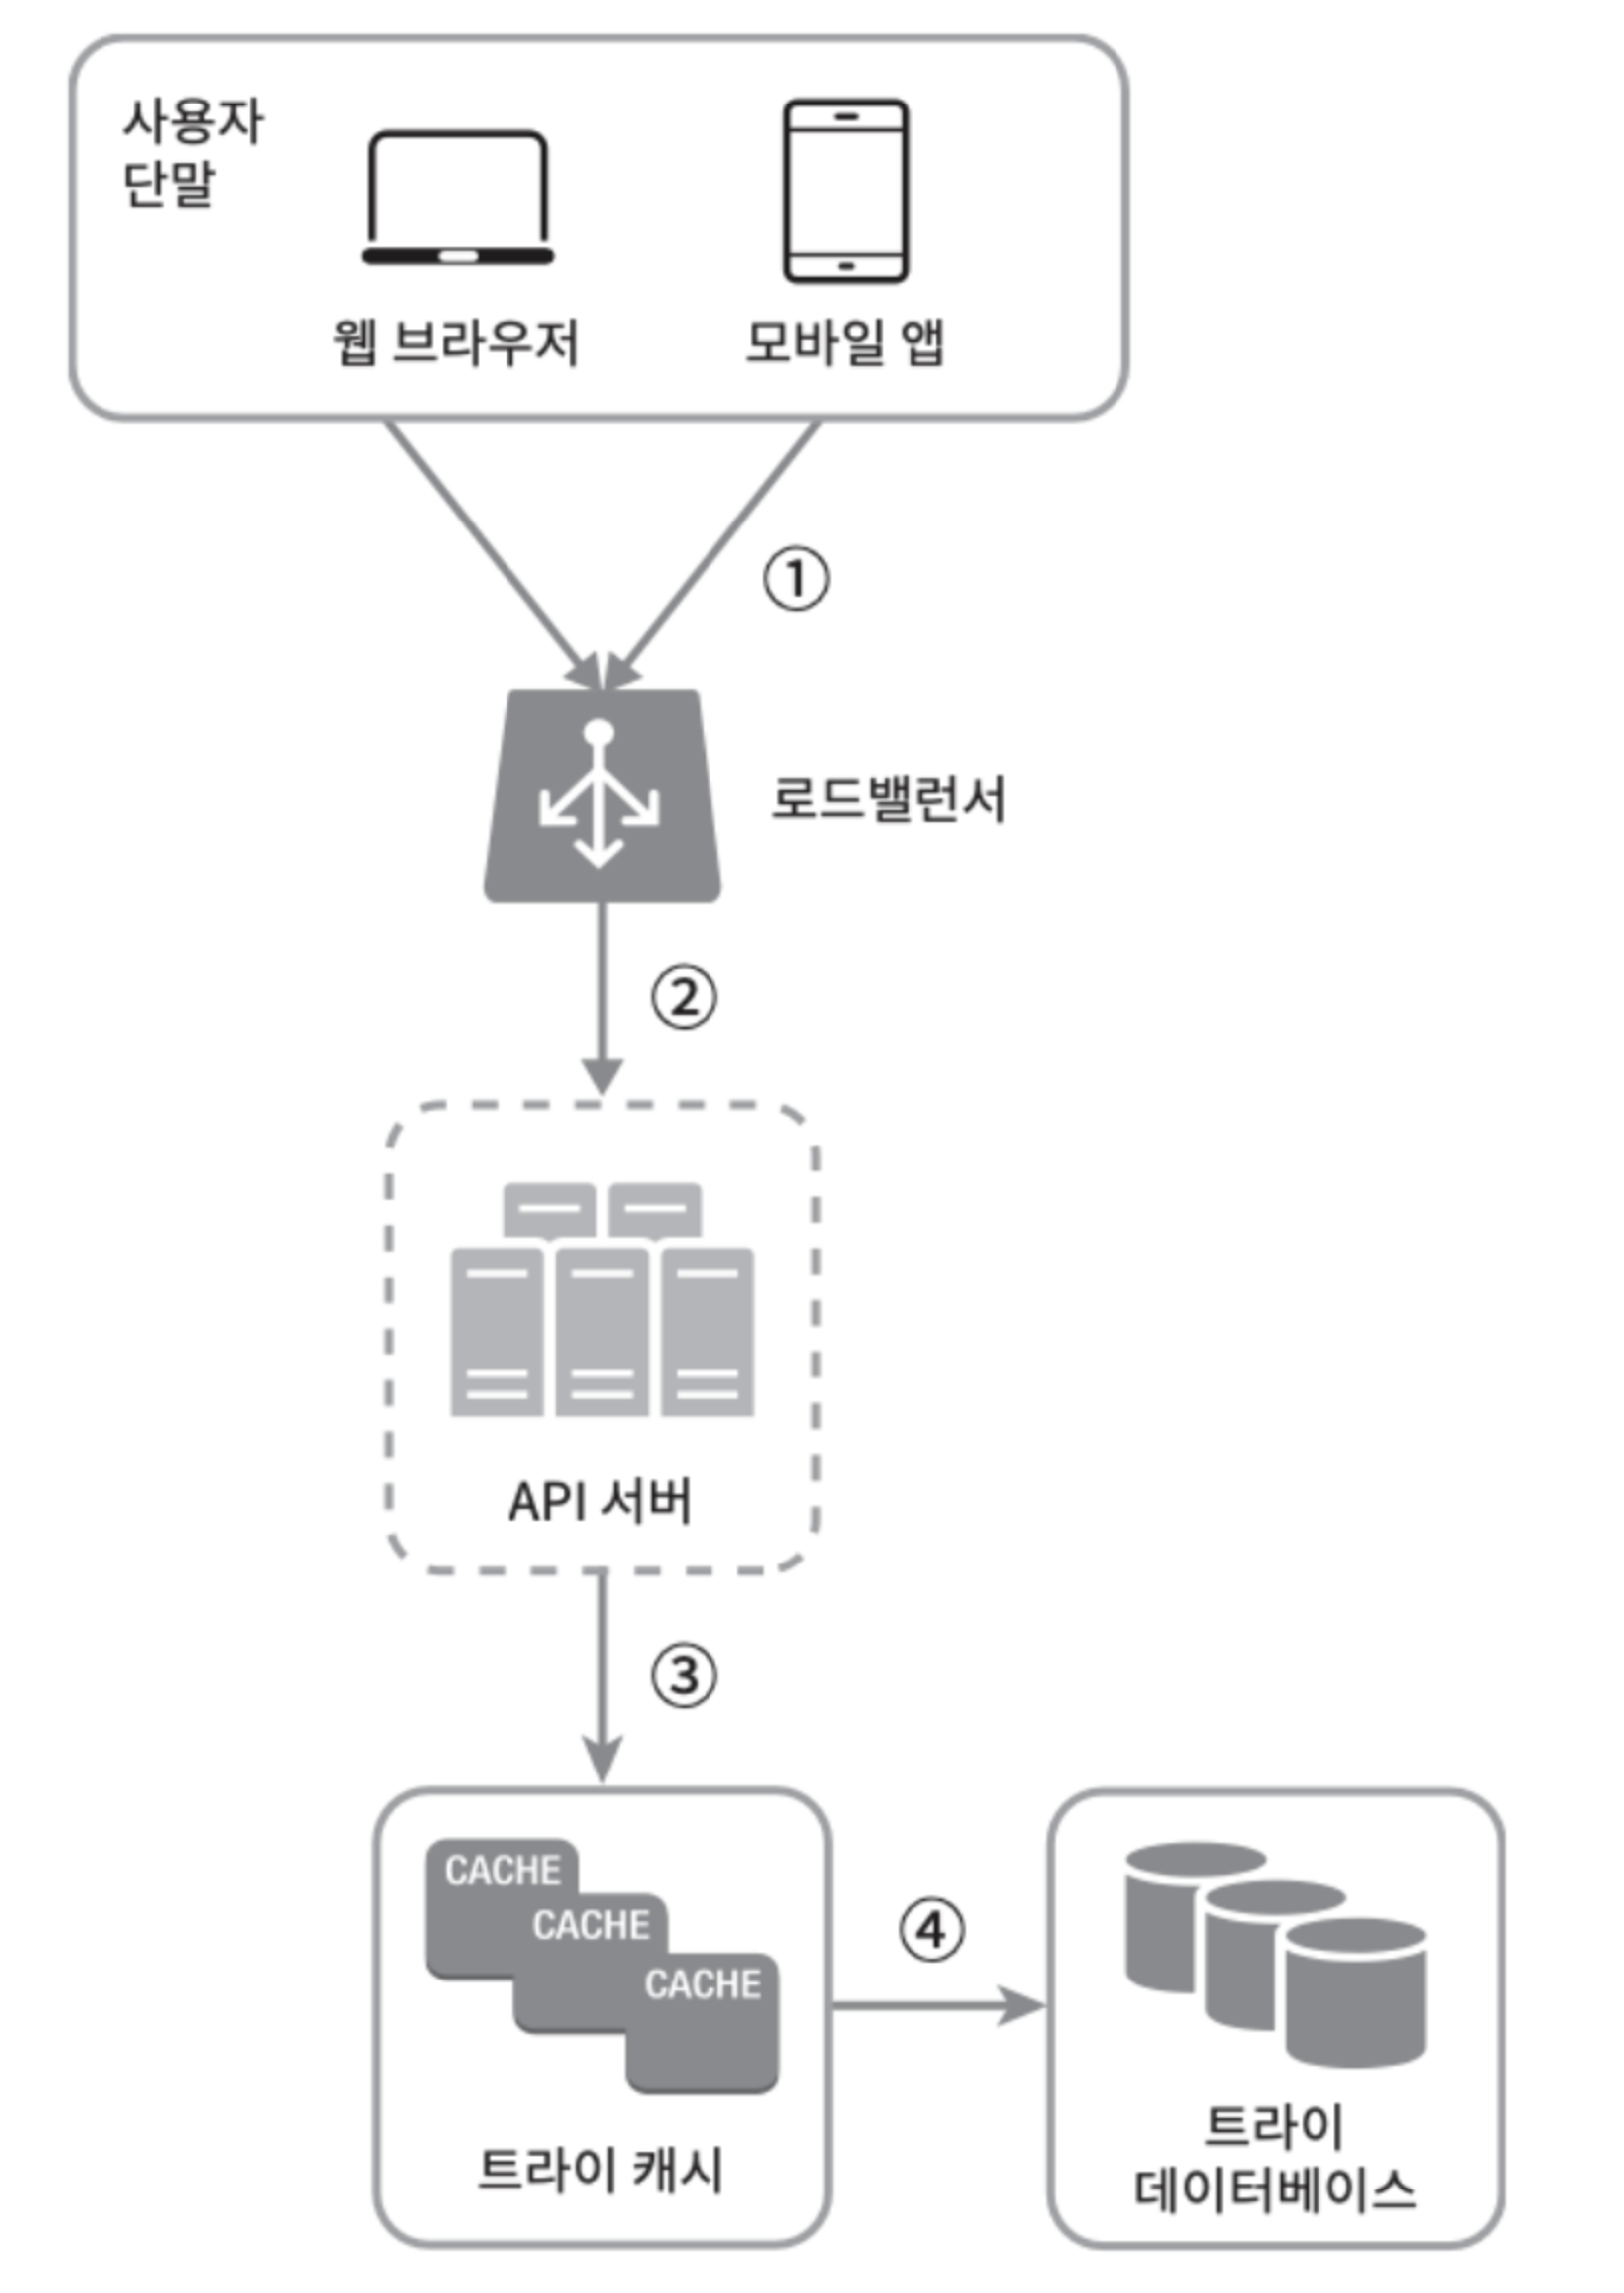 사용자
단말
웹 브라우저
모바일 앱
①
로드밸런서
②
API 서버
③
CACHE
CACHE
CACHE
트라이 캐시
④
트라이
데이터베이스